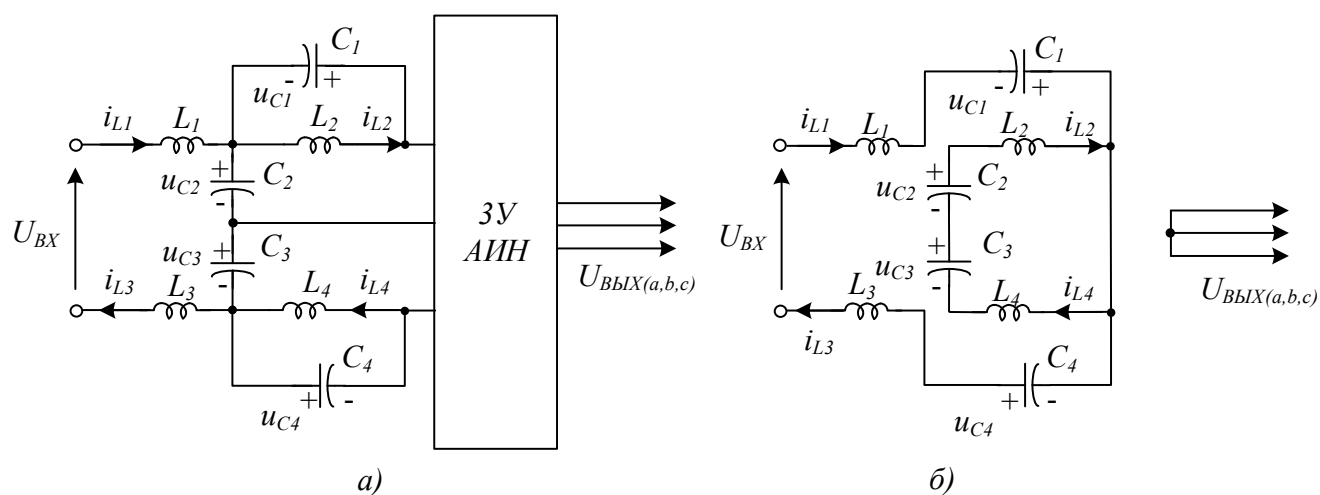 C1
- +
uC1
iL1 L1 L2 iL2
+
uC2 C2
-
UВХ
+
uC3 C3
-
iL3 L3 L4 iL4
C4
+ -
uC4
ЗУ
АИН
UВЫХ(a,b,c)
а)
C1
- +
uC1
iL1 L1 L2 iL2
+
uC2 C2
-
UВХ
+
uC3 C3
-
L3 L4 iL4
iL3
C4
+ -
uC4
UВЫХ(a,b,c)
б)